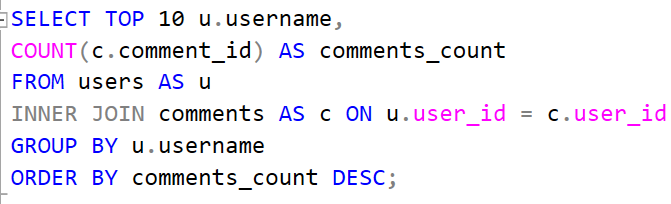 SELECT TOP 10 u.username,
COUNT(c.comment_id) AS comments_count
FROM users AS u
INNER JOIN comments AS c ON u.user_id = c.user_id
GROUP BY u.username
ORDER BY comments_count DESC;